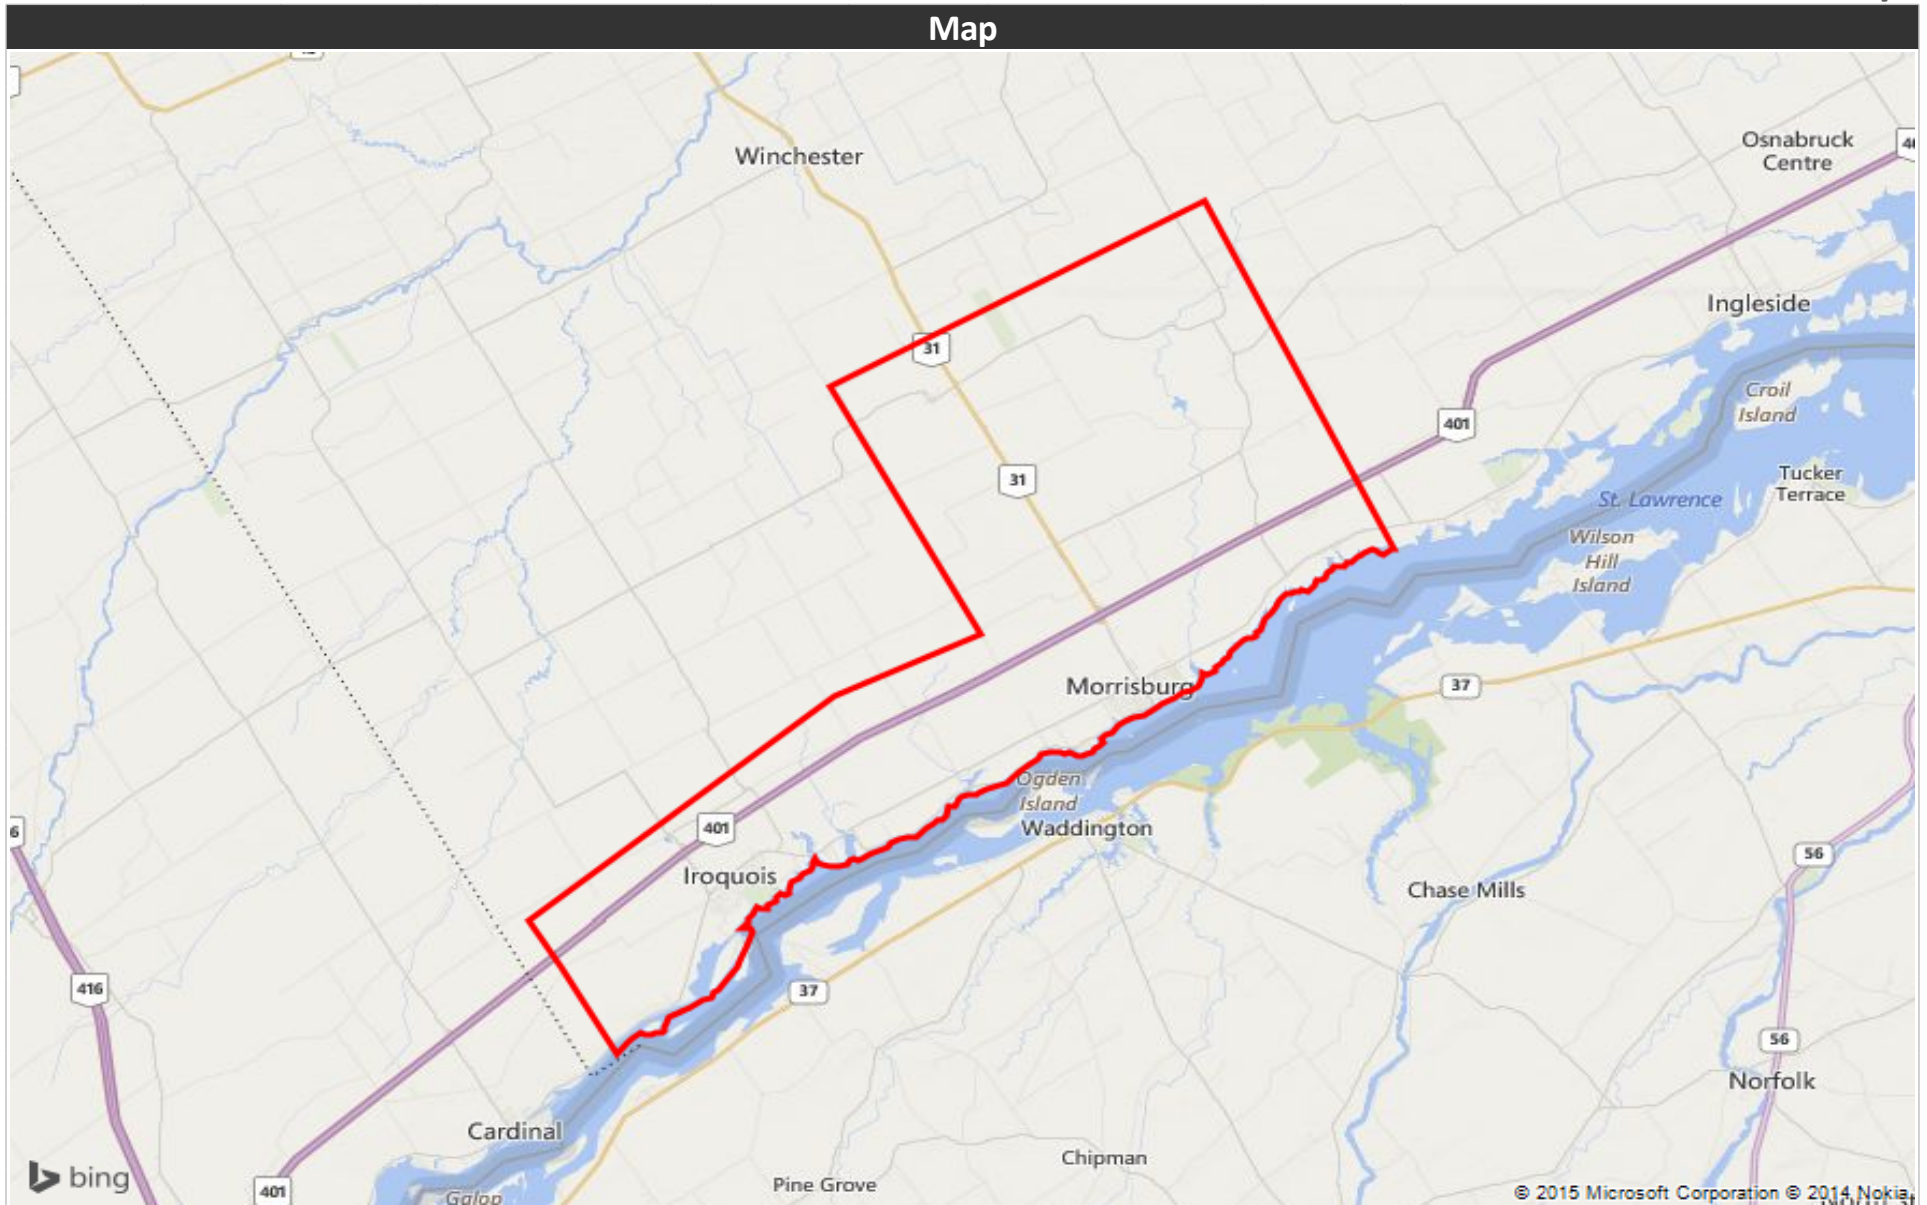 Map
Winchester
Osnabruck
Centre
Ingleside
31
Croil
Island
401
31
Tucker
Terrace
St. Lawrence
Wilson
Hill
Island
Morrisburg
37
Ogden
Island
401
Waddington
56
Iroquois
Chase Mills
416
37
56
Norfolk
Cardinal
Chipman
bing
Pine Grove
401
Galop
© 2015 Microsoft Corporation © 2014 Nokia